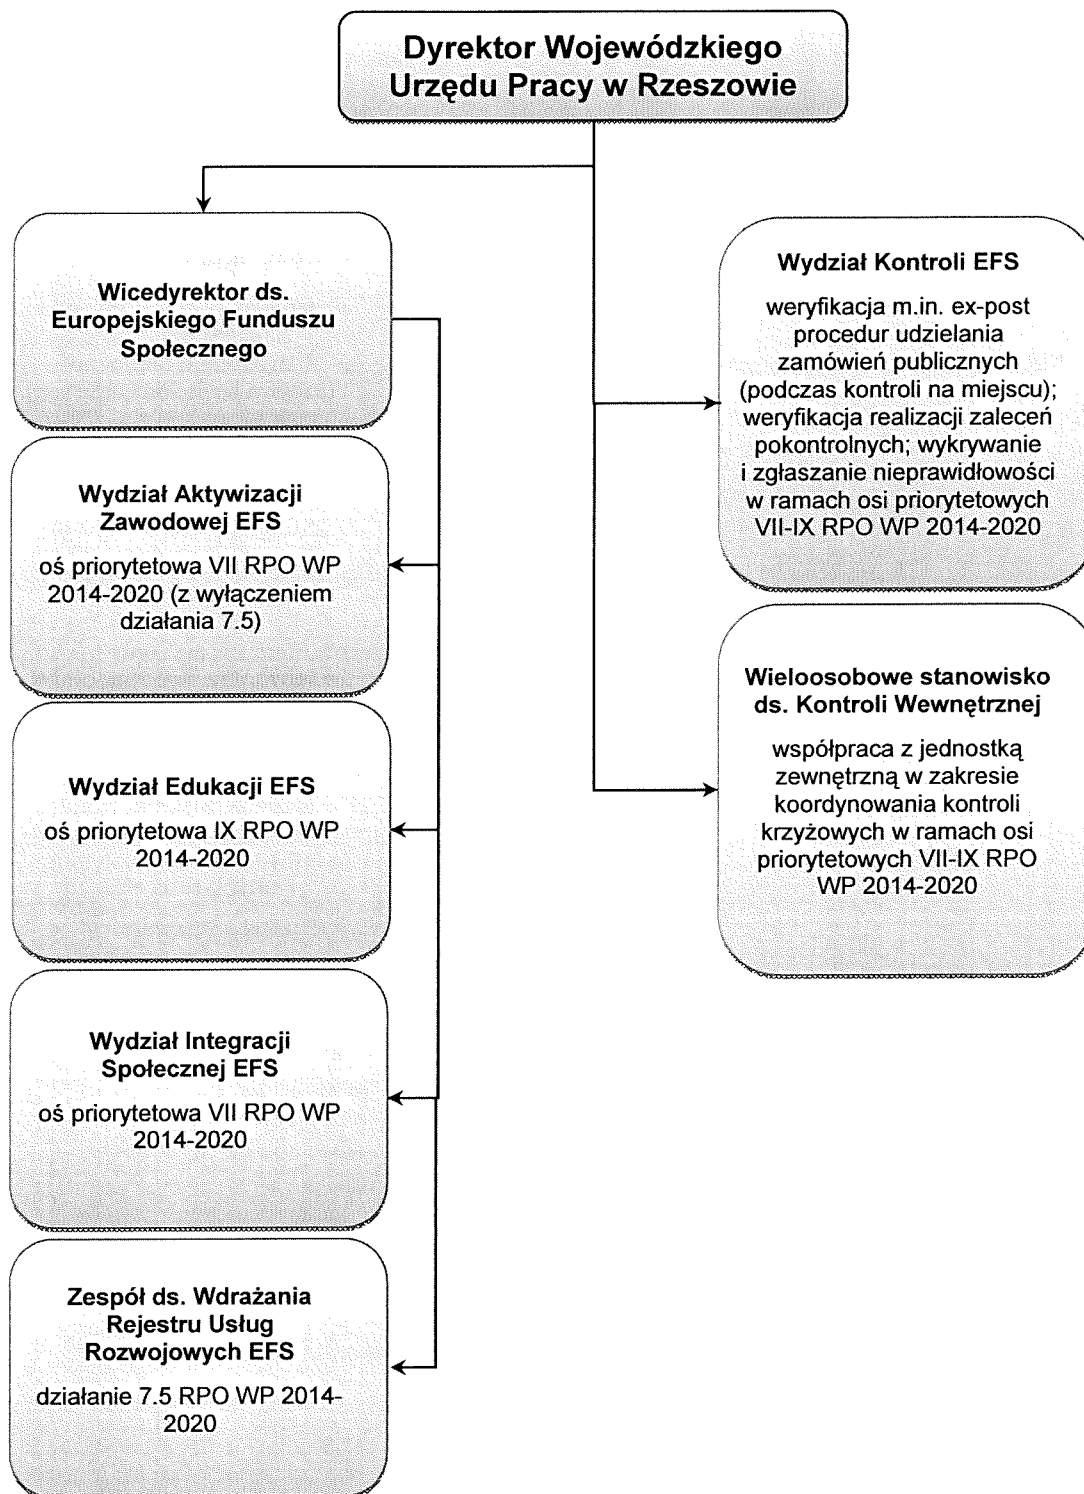 Dyrektor Wojewódzkiego
Urzędu Pracy w Rzeszowie
Wicedyrektor ds.
Europejskiego Funduszu
Społecznego
Wydział Aktywizacji
Zawodowej EFS
oś priorytetowa VII RPO WP
2014-2020 (z wyłączeniem
działania 7.5)
Wydział Edukacji EFS
oś priorytetowa IX RPO WP
2014-2020
Wydział Integracji
Społecznej EFS
oś priorytetowa VII RPO WP
2014-2020
Zespół ds. Wdrażania
Rejestru Usług
Rozwojowych EFS
działanie 7.5 RPO WP 2014-
2020
Wydział Kontroli EFS
weryfikacja m.in. ex-post
procedur udzielania
zamówień publicznych
(podczas kontroli na miejscu);
weryfikacja realizacji zaleceń
pokontrolnych; wykrywanie
i zgłaszanie nieprawidłowości
w ramach osi priorytetowych
VII-IX RPO WP 2014-2020
Wieloosobowe stanowisko
ds. Kontroli Wewnętrznej
współpraca z jednostką
zewnętrzną w zakresie
koordynowania kontroli
krzyżowych w ramach osi
priorytetowych VII-IX RPO
WP 2014-2020